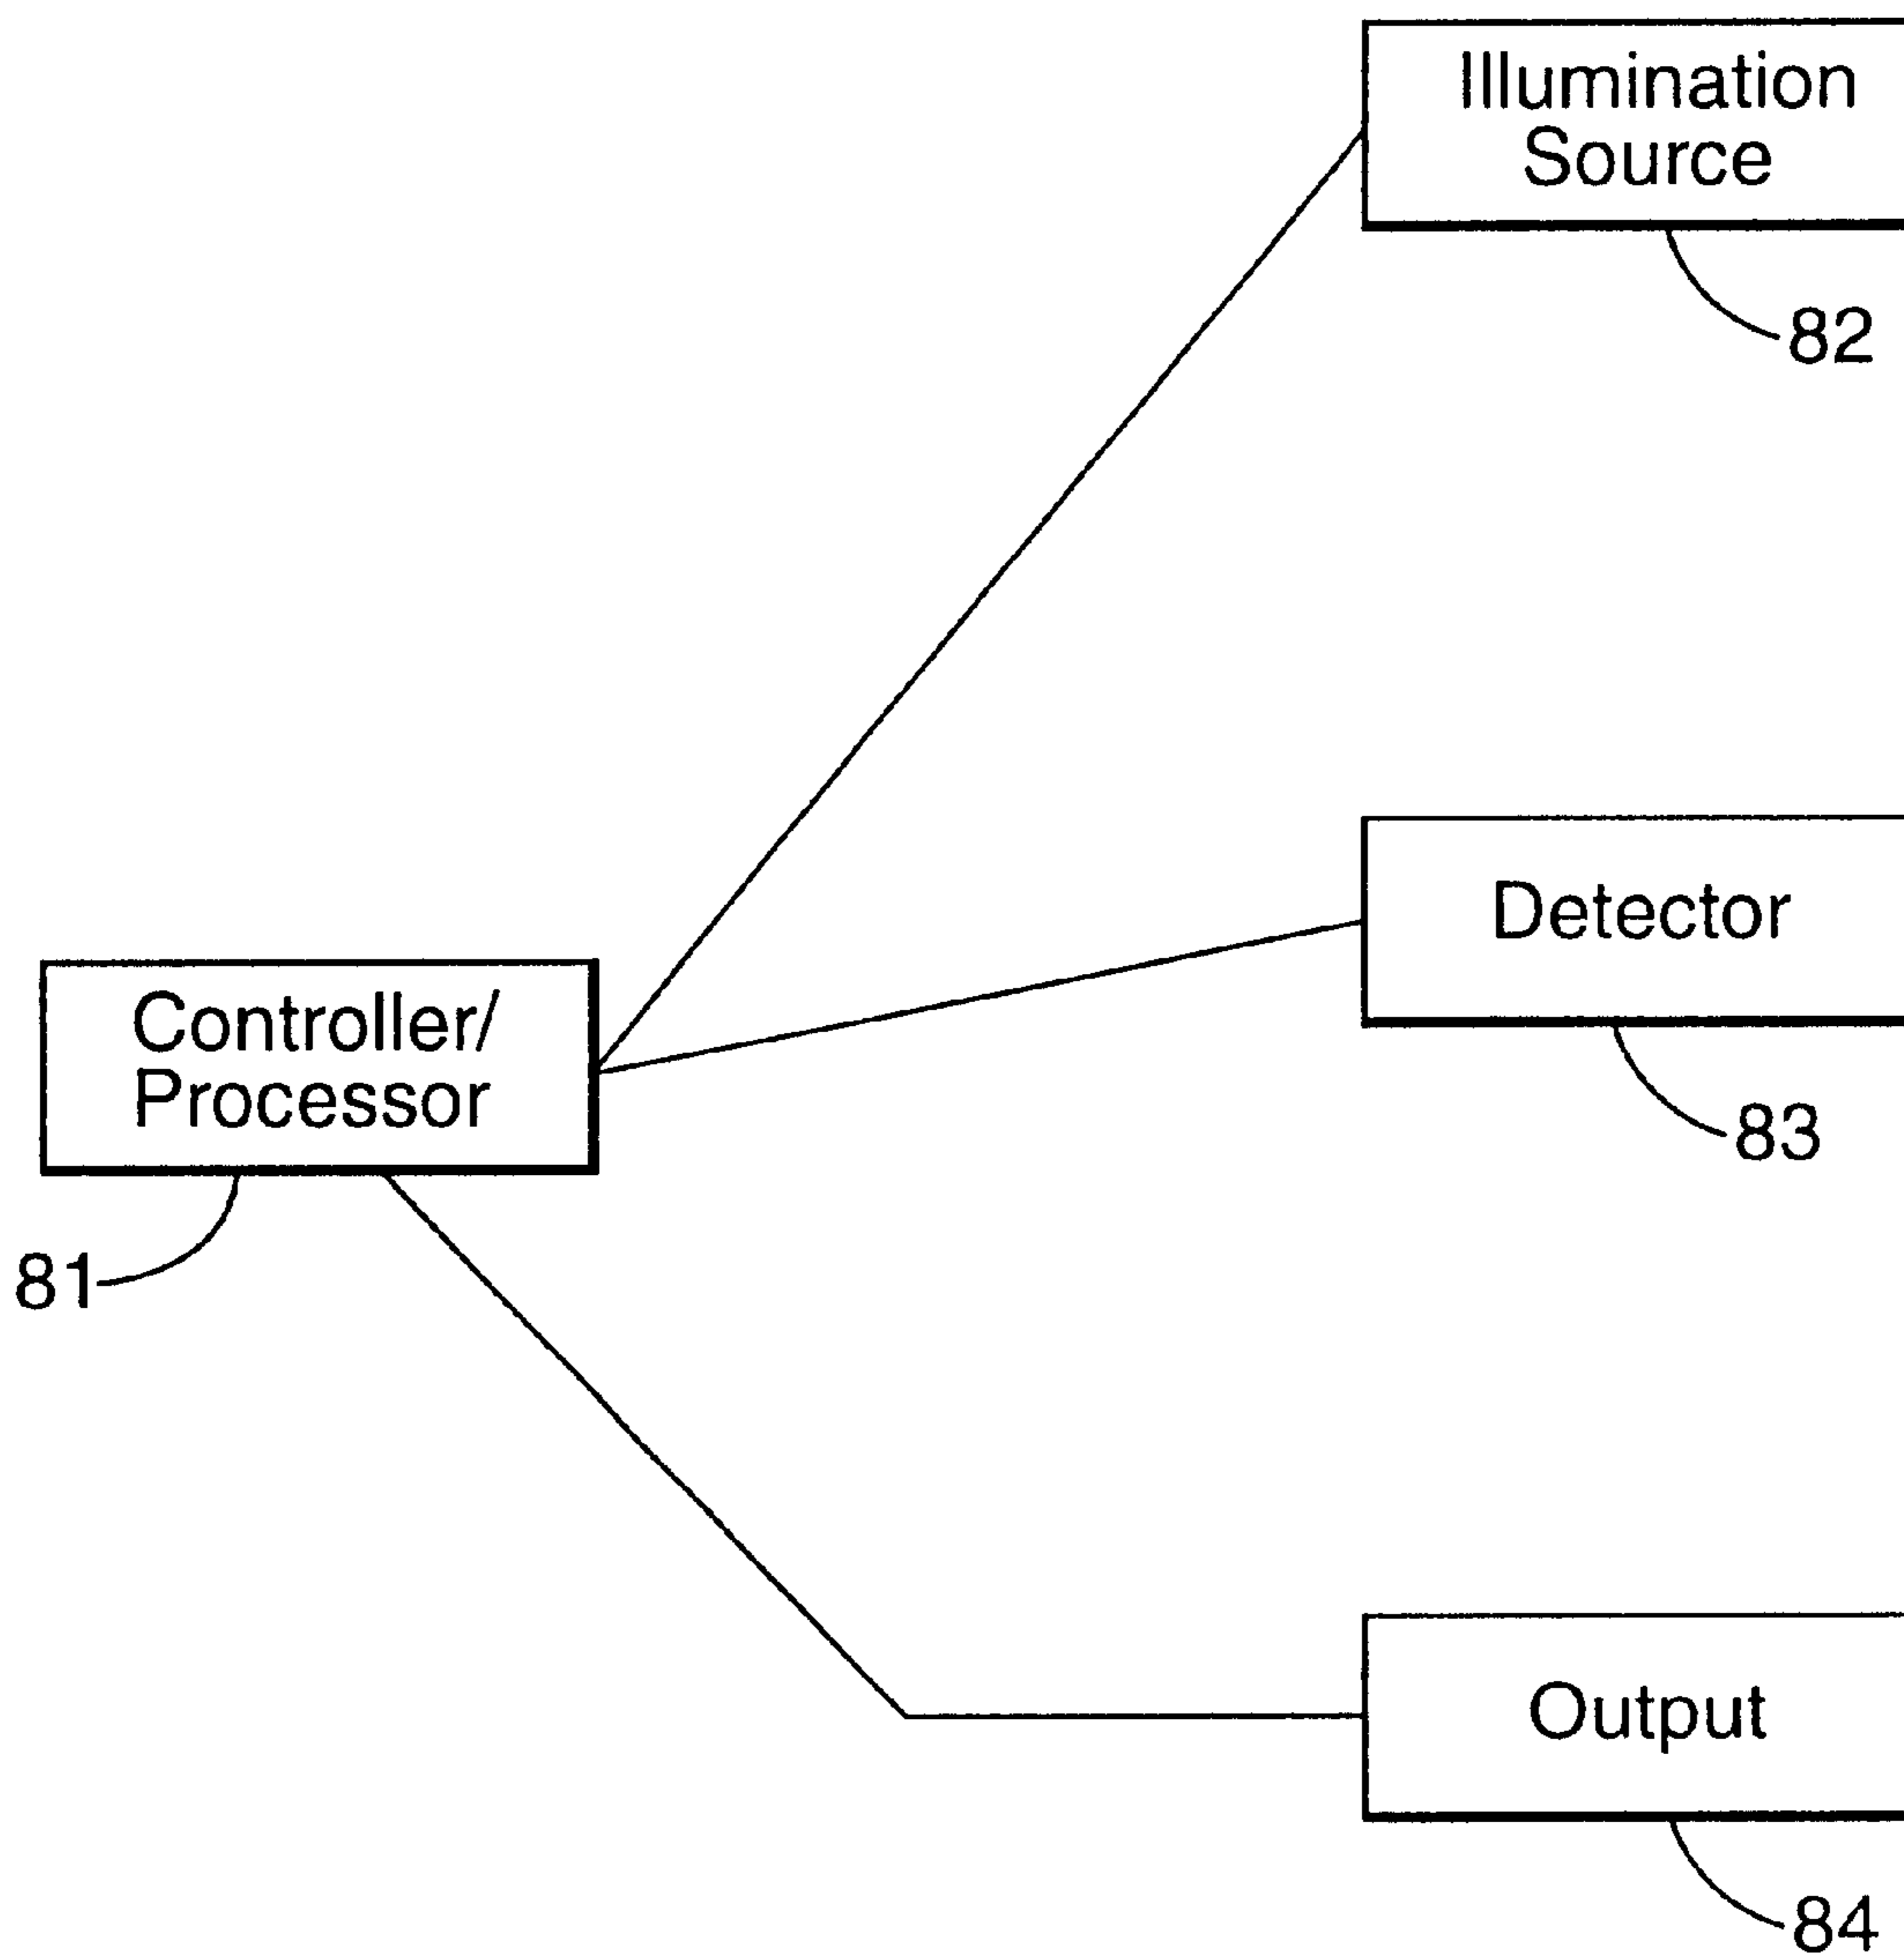 Illumination
Source
82
Detector
83
Controller/
Processor
81
Output
84